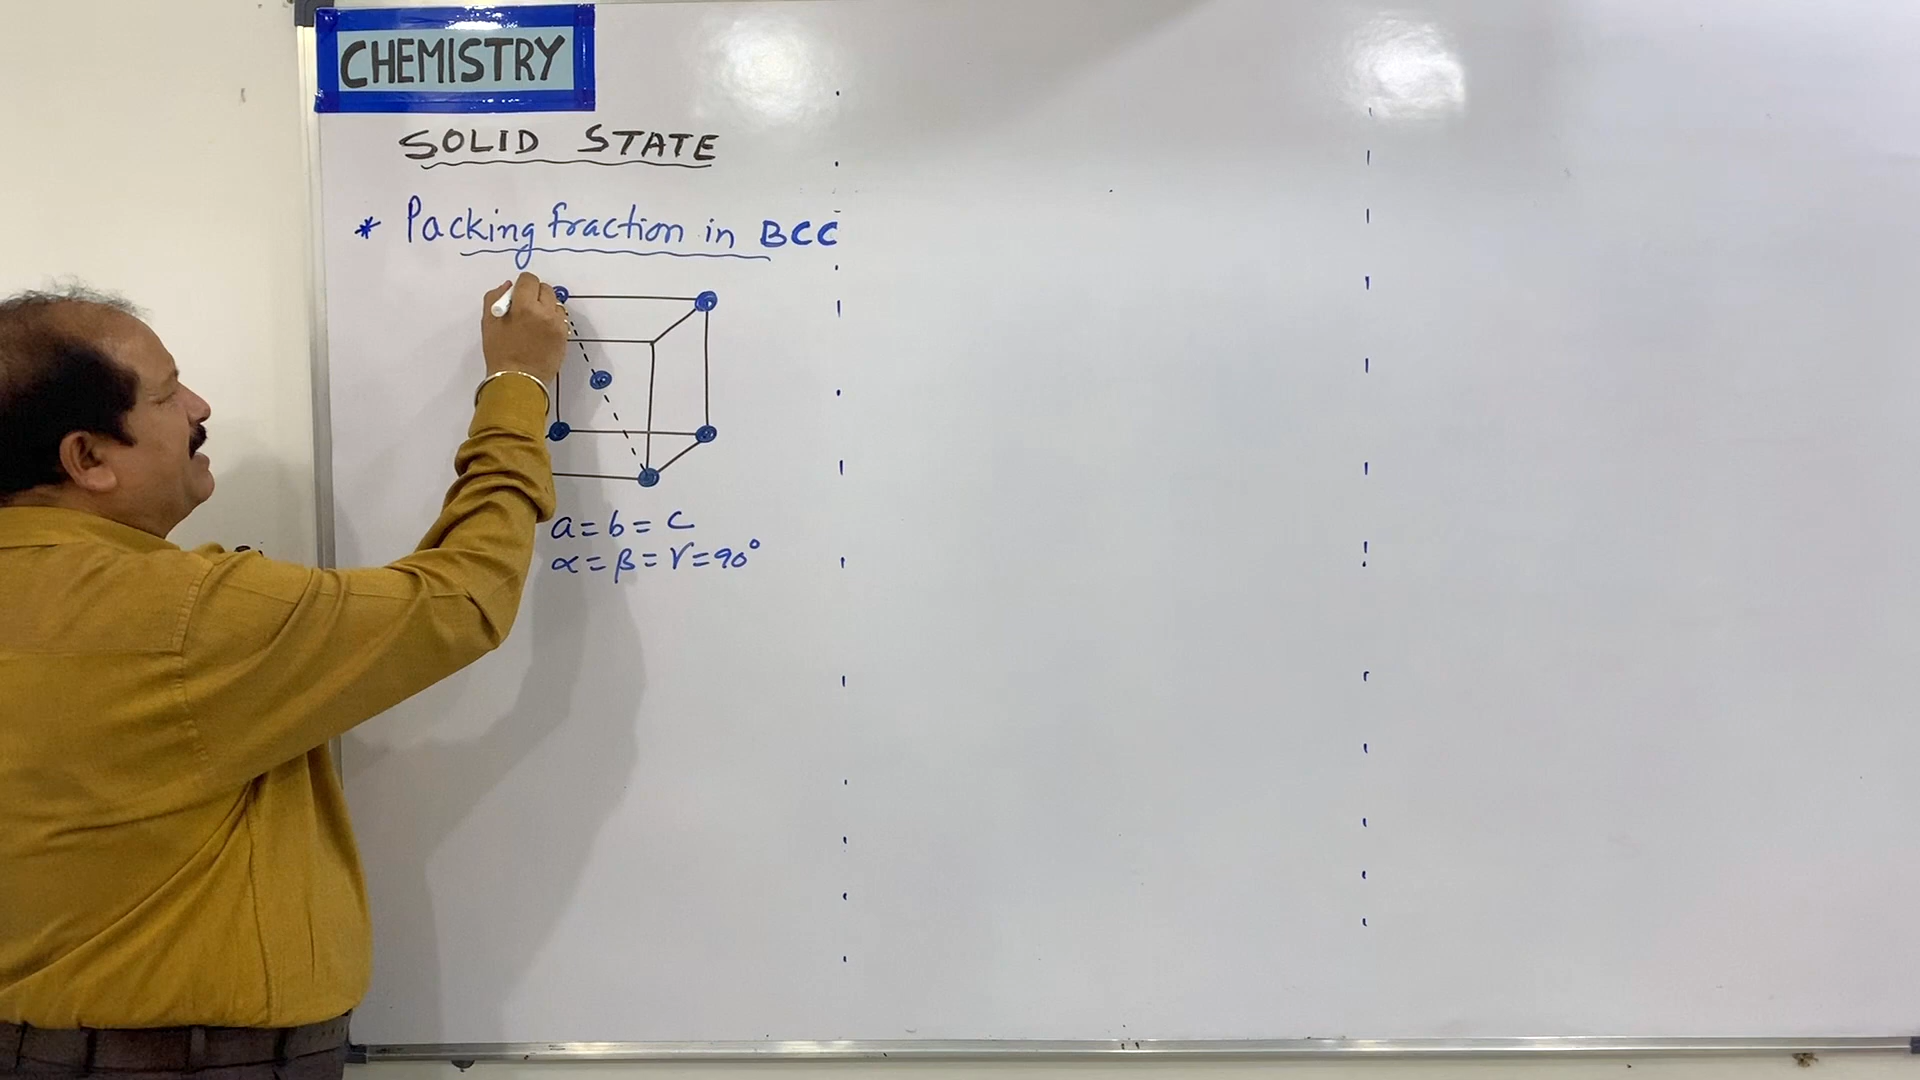 CHEMISTRY
SOLID STATE
* Packing fraction in BCC
a = b = c
α = β = γ = 90°